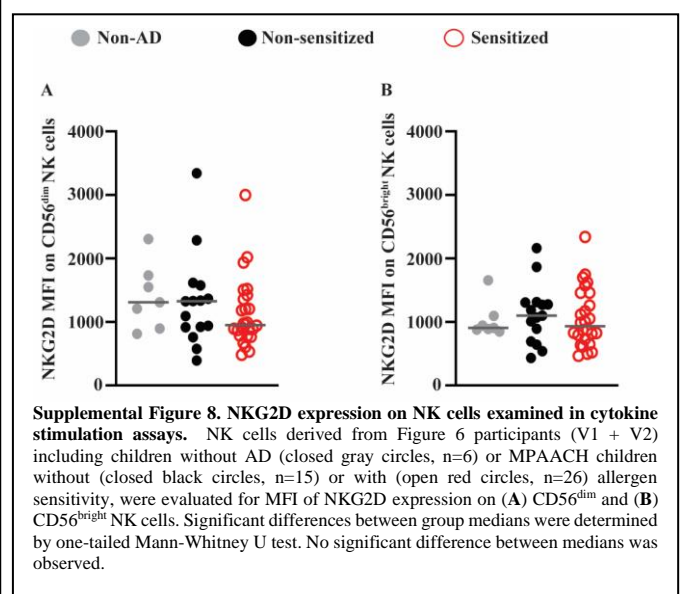 Non-AD Non-sensitized Sensitized
A
NKG2D MFI on CD56dim NK cells
4000
3000
2000
1000
0
B
NKG2D MFI on CD56bright NK cells
4000
3000
2000
1000
0
Supplemental Figure 8. NKG2D expression on NK cells examined in cytokine
stimulation assays. NK cells derived from Figure 6 participants (V1 + V2)
including children without AD (closed gray circles, n=6) or MPAACH children
without (closed black circles, n=15) or with (open red circles, n=26) allergen
sensitivity, were evaluated for MFI of NKG2D expression on (A) CD56dim and (B)
CD56bright NK cells. Significant differences between group medians were determined
by one-tailed Mann-Whitney U test. No significant difference between medians was
observed.